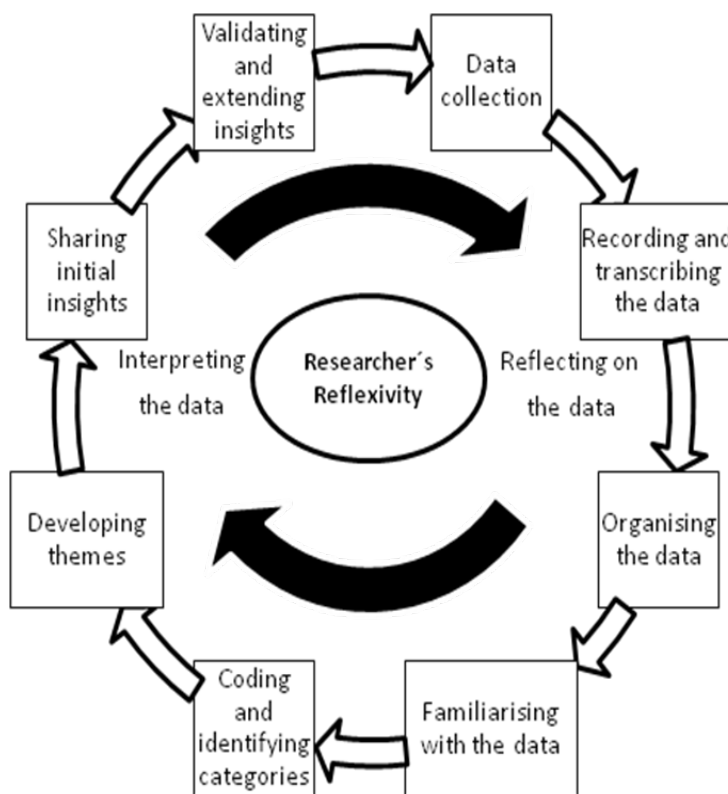 Validating
and
extending
insights
Data
collection
Recording and
transcribing
the data
Organising
the data
Familiarising
with the data
Coding
and
identifying
categories
Developing
themes
Sharing
initial
insights
Interpreting
the data
Researcher´s
Reflexivity
Reflecting on
the data